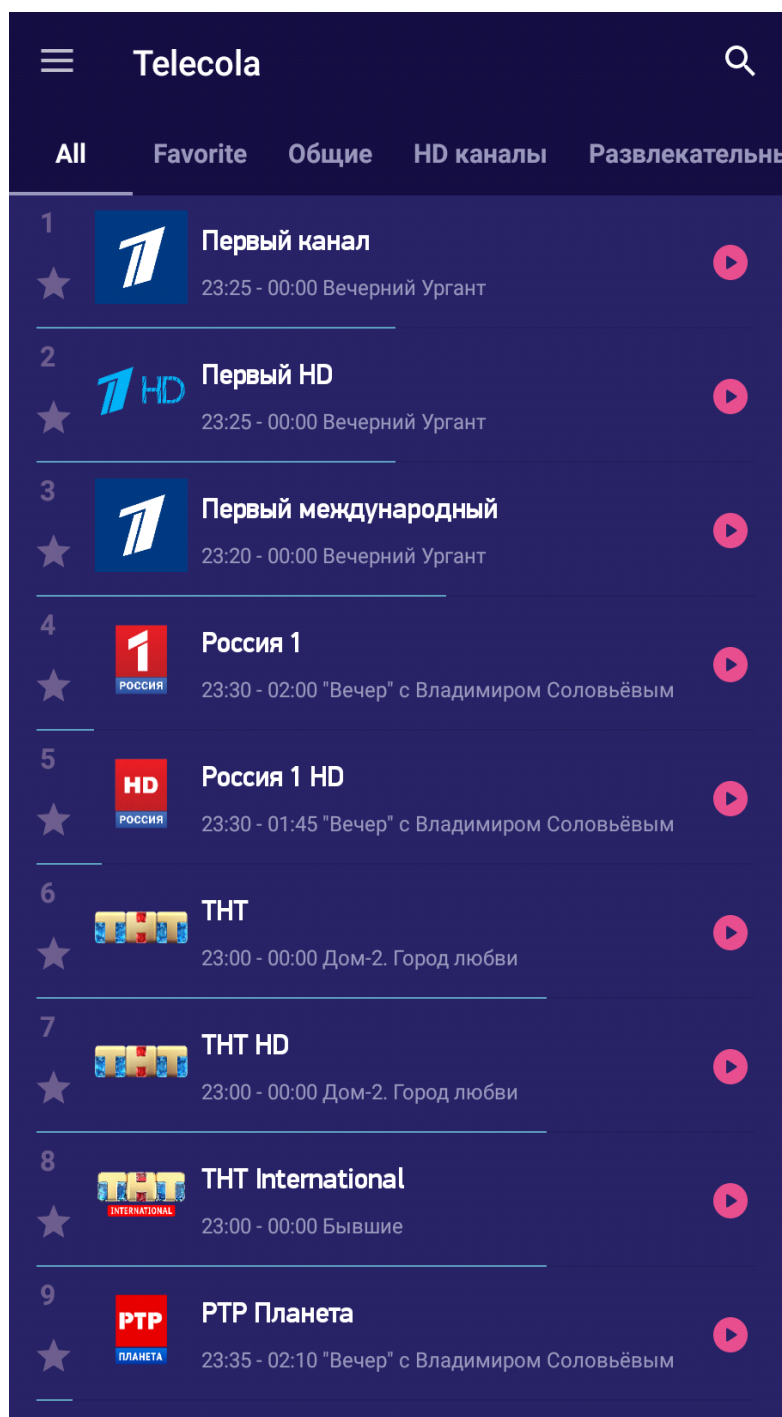 Telecola
All Favorite Общие HD каналы Развлекательны
1
Первый канал
23:25 - 00:00 Вечерний Ургант
2
HD
Первый HD
23:25 - 00:00 Вечерний Ургант
3
Первый международный
23:20 - 00:00 Вечерний Ургант
4
1
РОССИЯ
Россия 1
23:30 - 02:00 "Вечер" с Владимиром Соловьёвым
5
HD
РОССИЯ
Россия 1 HD
23:30 - 01:45 "Вечер" с Владимиром Соловьёвым
6
ТНТ
ТНТ
23:00 - 00:00 Дом-2. Город любви
7
ТНТ
ТНТ HD
23:00 - 00:00 Дом-2. Город любви
8
ТНТ
INTERNATIONAL
ТНТ International
23:00 - 00:00 Бывшие
9
РТР
ПЛАНЕТА
РТР Планета
23:35 - 02:10 "Вечер" с Владимиром Соловьёвым